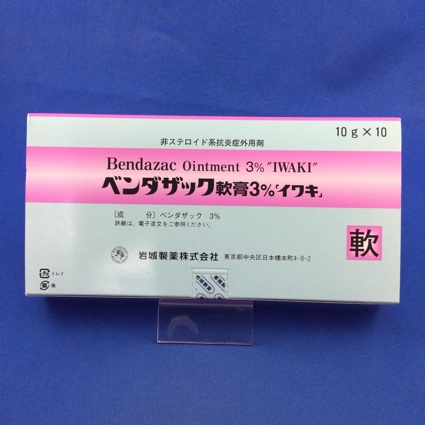 10g×10
非ステロイド系抗炎症外用剤
Bendazac Ointment 3%"IWAKI"
ベンダザック軟膏3%「イワキ」
〔成　分〕ベンダザック 3%
詳細は、電子添文をご参照ください。
軟
岩城製薬株式会社 東京都中央区日本橋本町4-8-2
トレイ
箱